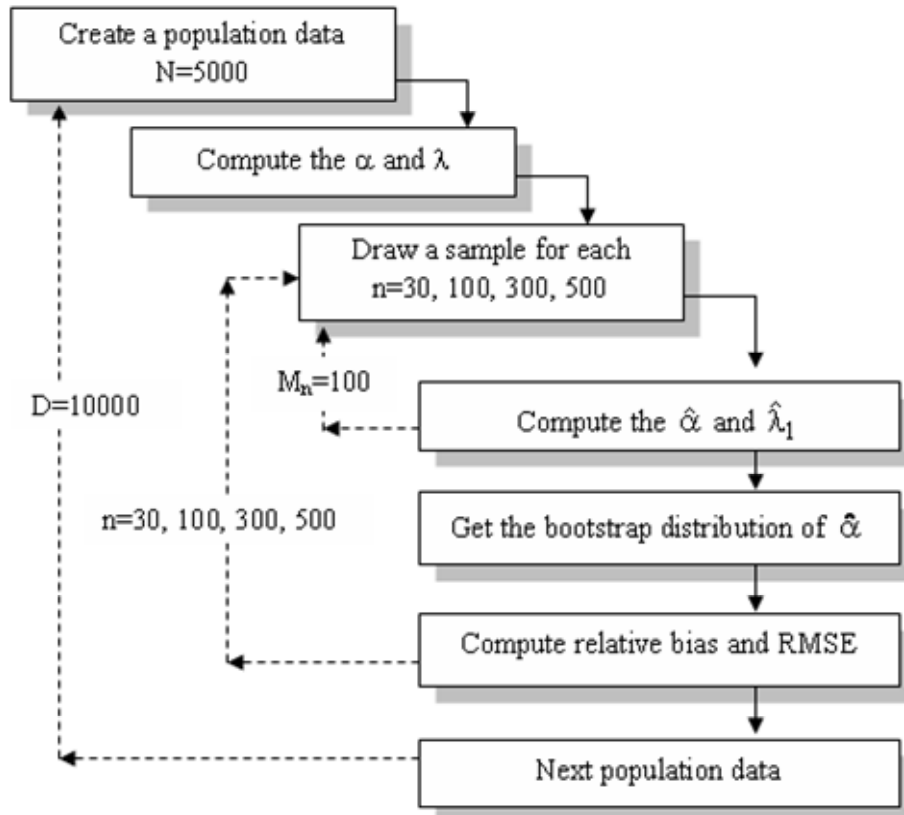 Create a population data
N=5000
Compute the α and λ
Draw a sample for each
n=30, 100, 300, 500
Mₙ=100
D=10000
Compute the α̂ and λ̂₁
n=30, 100, 300, 500
Get the bootstrap distribution of α̂
Compute relative bias and RMSE
Next population data